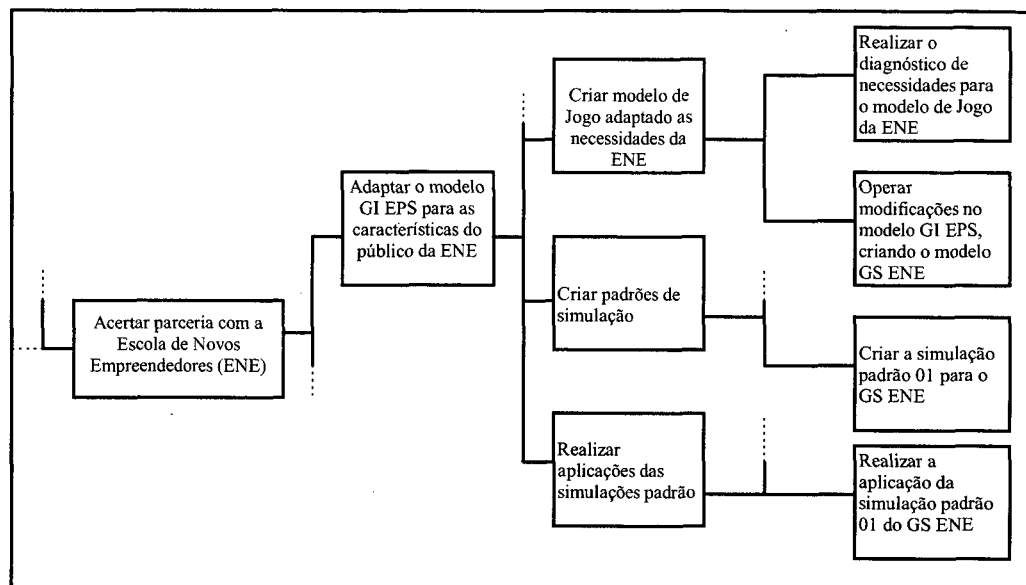 Acertar parceria com a
Escola de Novos
Empreendedores (ENE)
Adaptar o modelo
GI EPS para as
características do
público da ENE
Criar modelo de
Jogo adaptado as
necessidades da
ENE
Realizar o
diagnóstico de
necessidades para
o modelo de Jogo
da ENE
Operar
modificações no
modelo GI EPS,
criando o modelo
GS ENE
Criar padrões de
simulação
Criar a simulação
padrão 01 para o
GS ENE
Realizar
aplicações das
simulações padrão
Realizar a
aplicação da
simulação padrão
01 do GS ENE